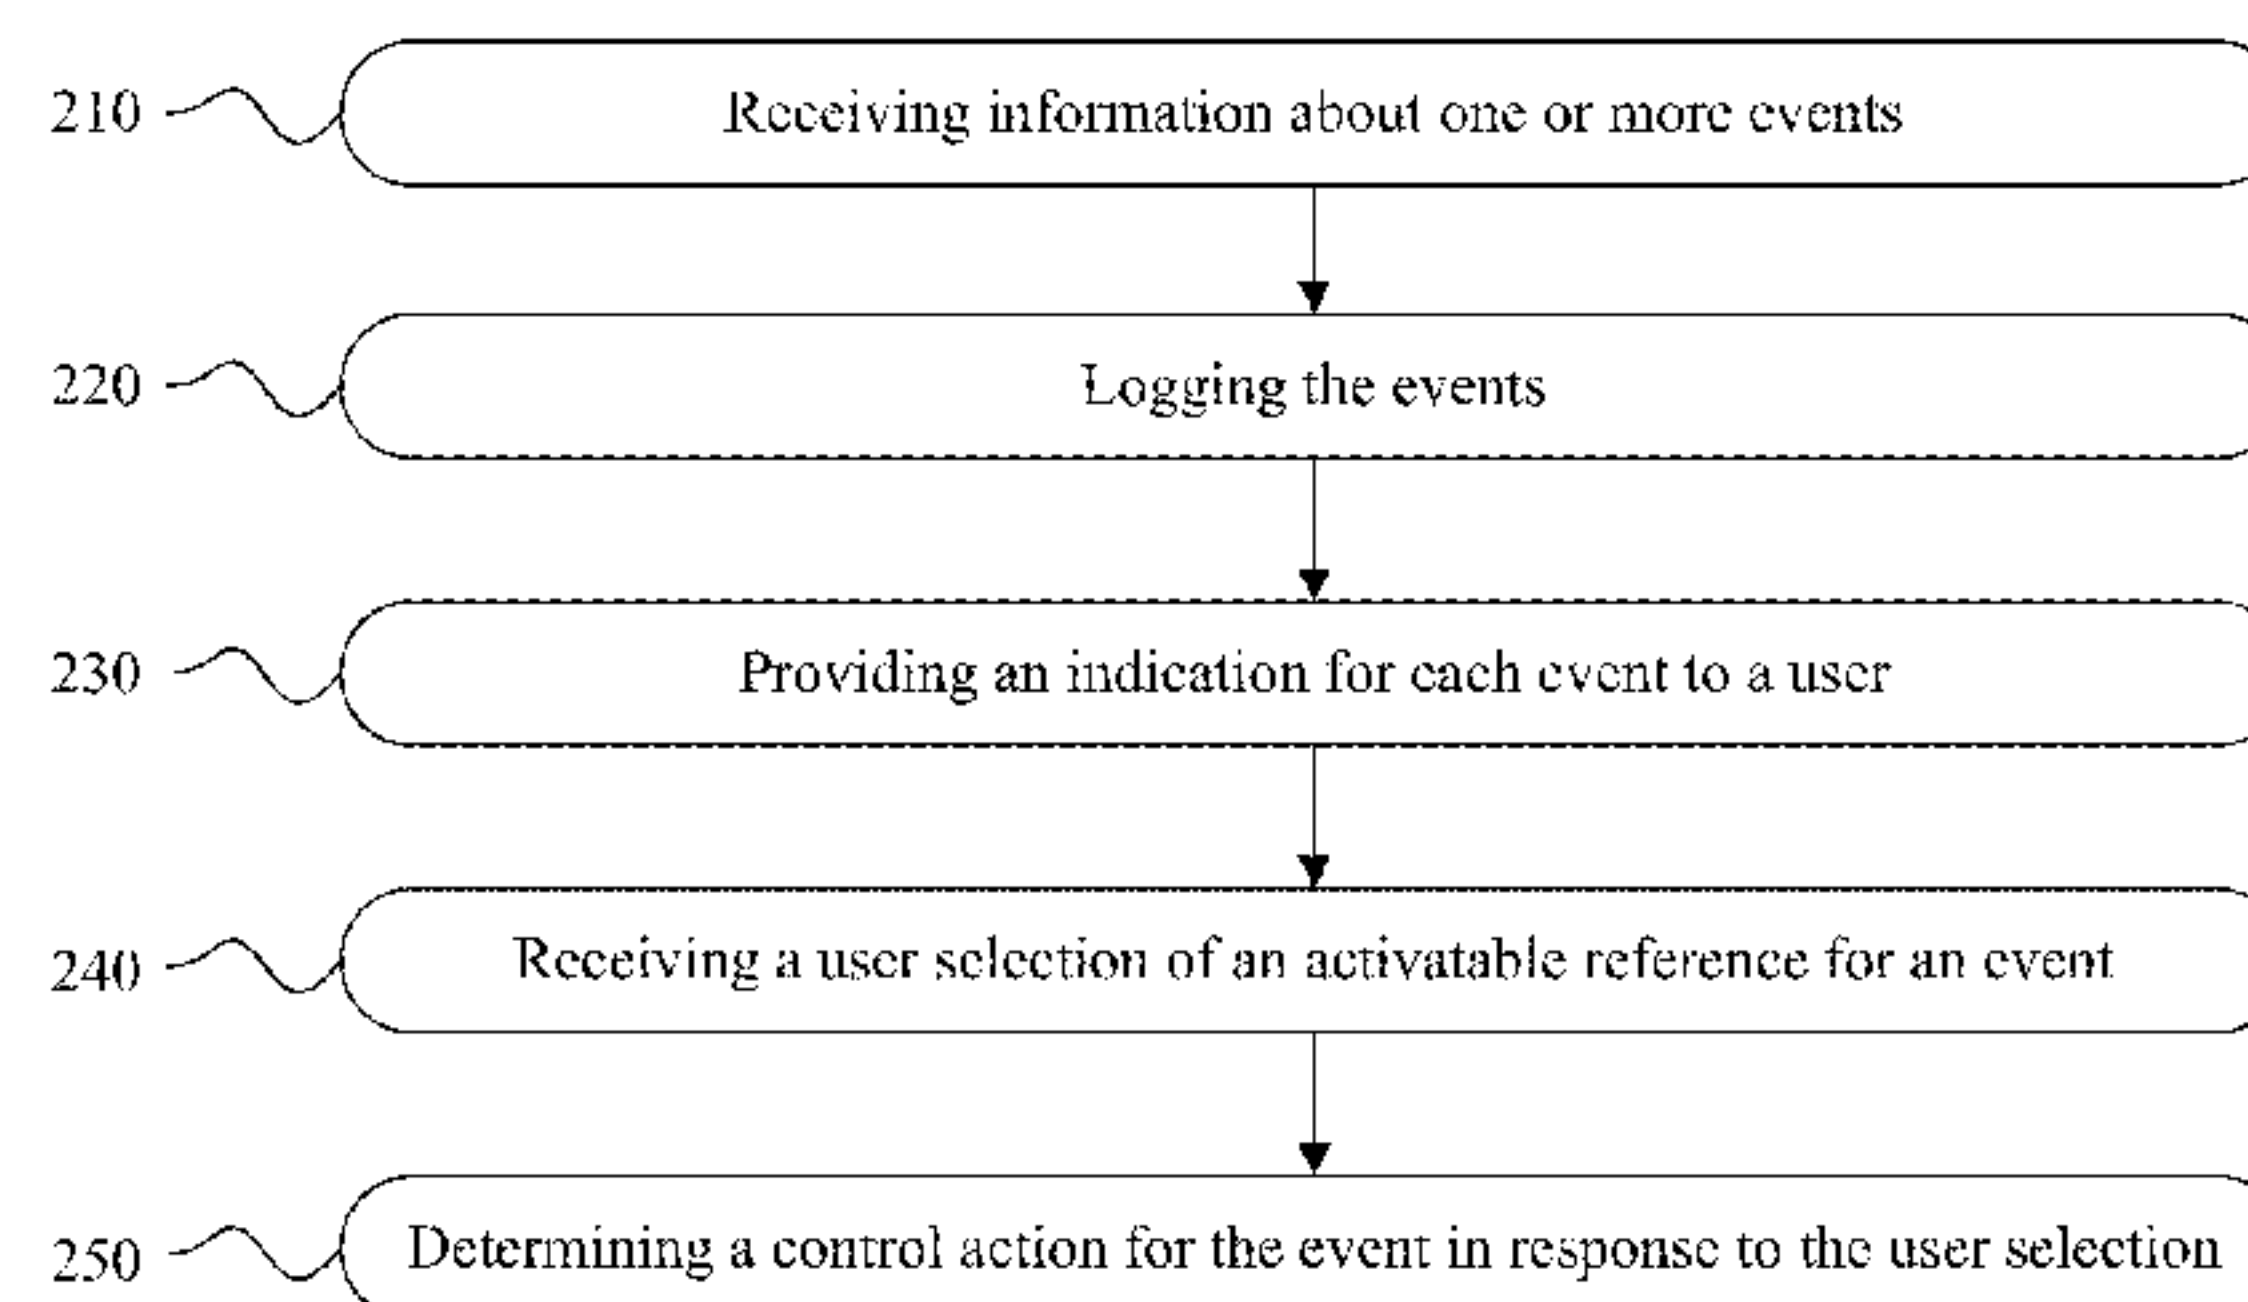 210 Receiving information about one or more events
220 Logging the events
230 Providing an indication for each event to a user
240 Receiving a user selection of an activatable reference for an event
250 Determining a control action for the event in response to the user selection